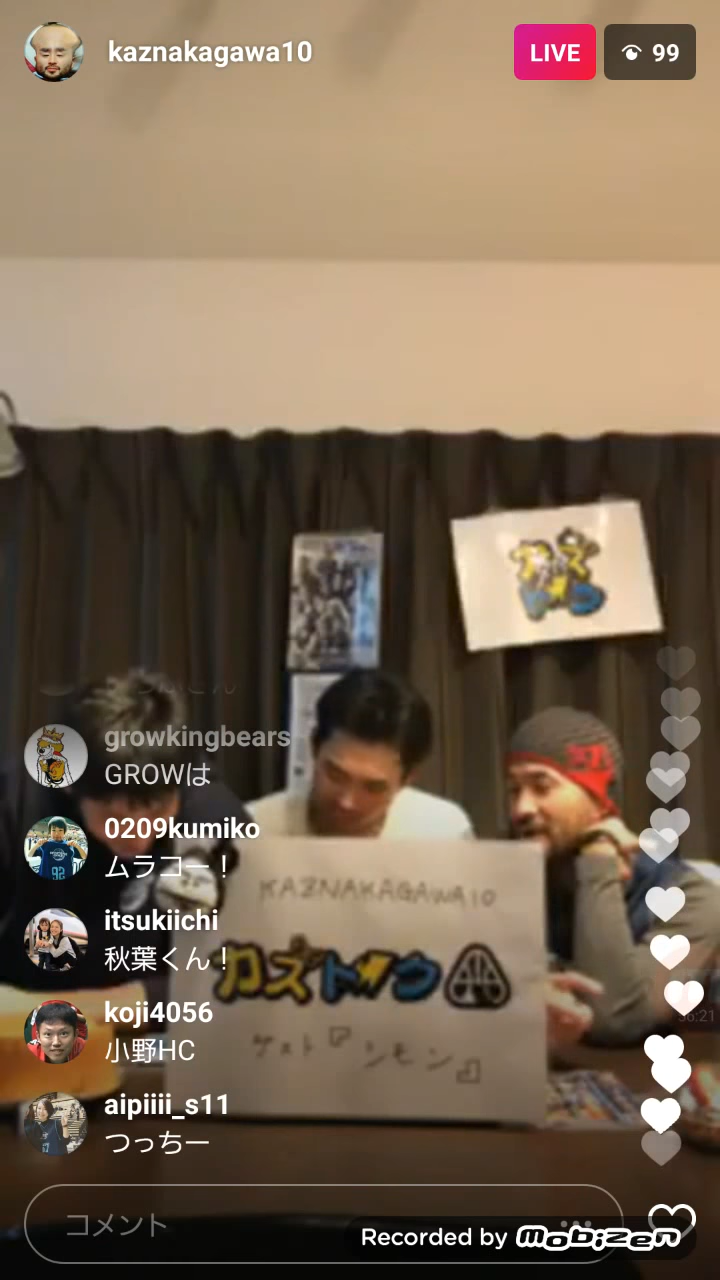 kaznakagawa10
LIVE
99
growkingbears
GROWは
0209kumiko
ムラコー！
itsukiichi
秋葉くん！
koji4056
小野HC
aipiiii_s11
つっちー
KAZNAKAGAWA10
カズトーク
ゲスト『シモン』
コメント
Recorded by mobizen